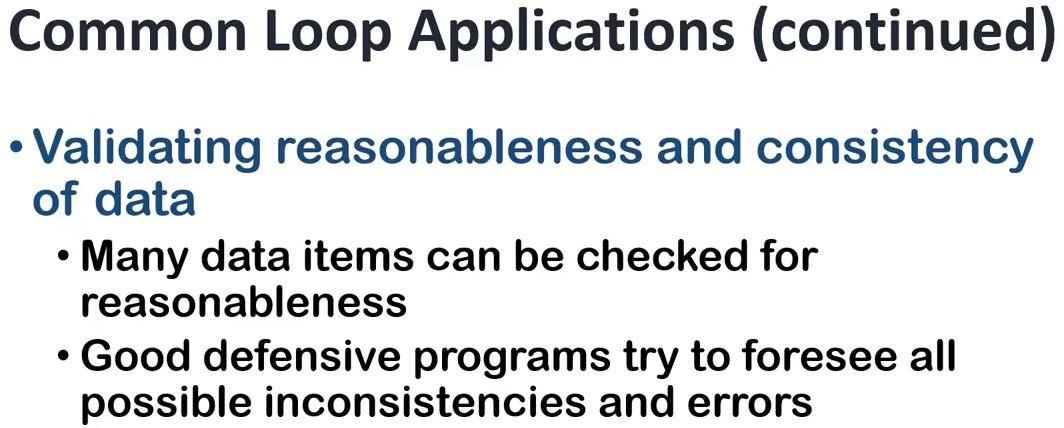 Common Loop Applications (continued)
• Validating reasonableness and consistency
of data
• Many data items can be checked for
reasonableness
• Good defensive programs try to foresee all
possible inconsistencies and errors